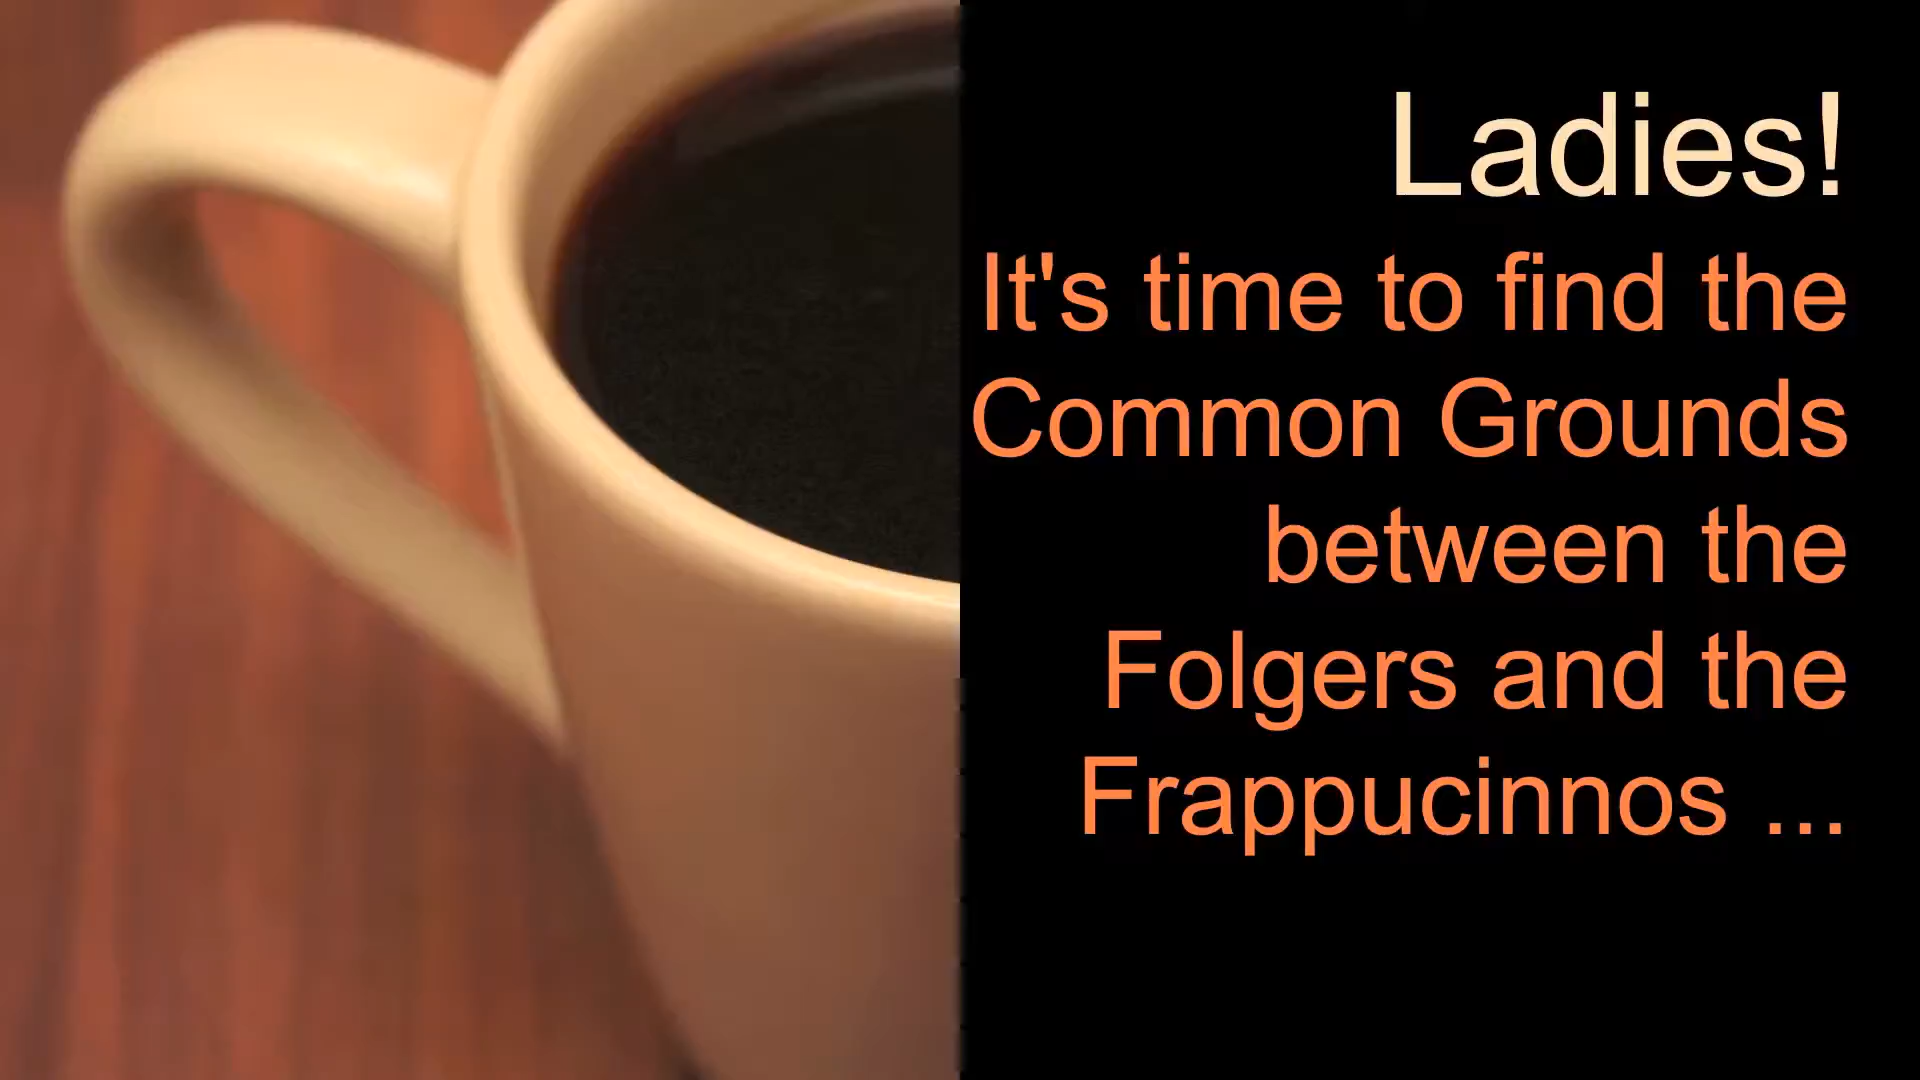 Ladies!
It's time to find the
Common Grounds
between the
Folgers and the
Frappucinnos ...